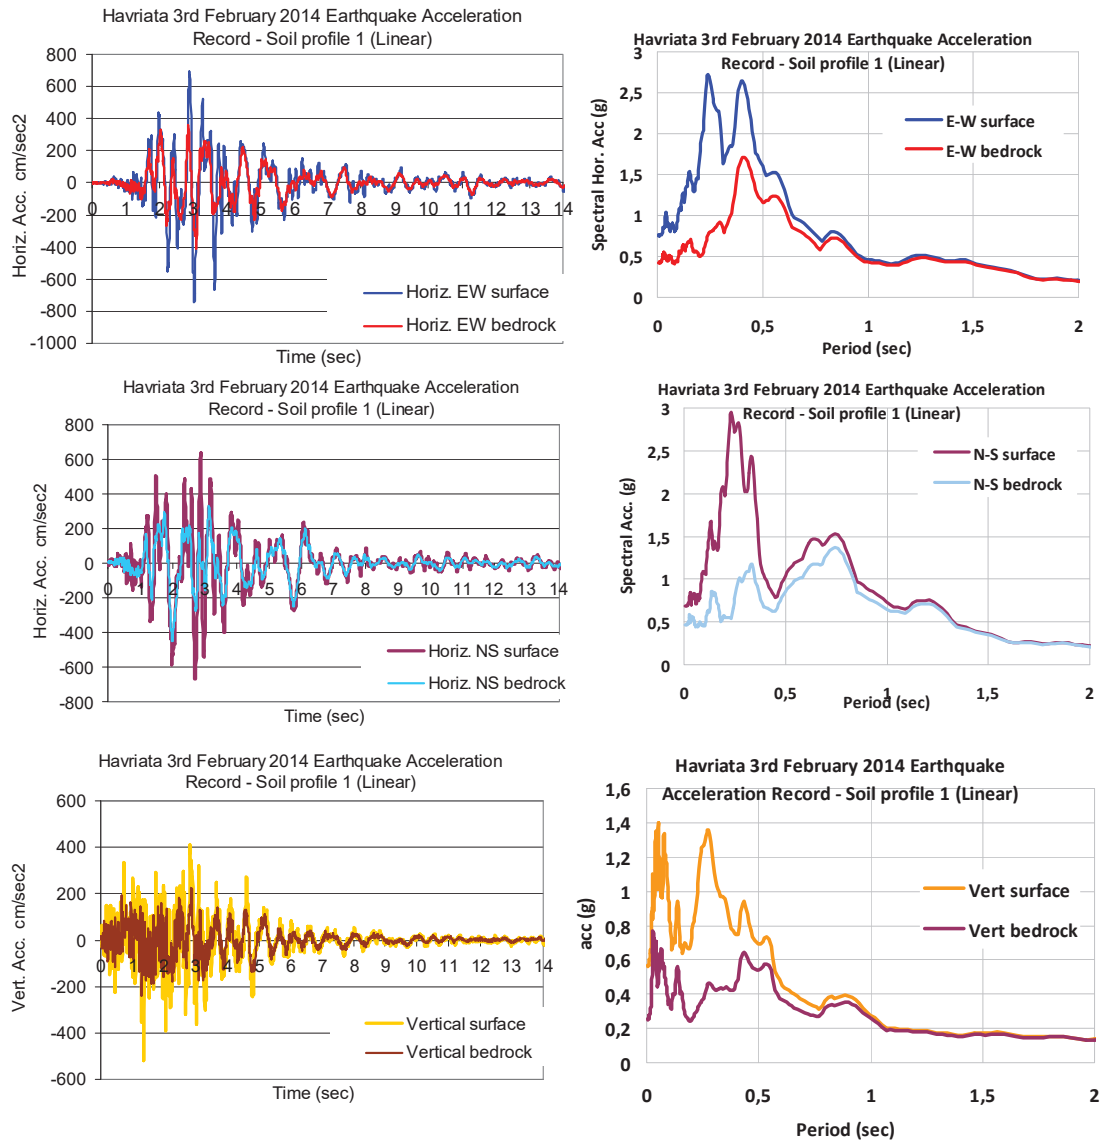 Havriata 3rd February 2014 Earthquake Acceleration
Record - Soil profile 1 (Linear)
800
600
400
200
0
-200
-400
-600
-800
-1000
0 1 2 3 4 5 6 7 8 9 10 11 12 13 14
Horiz. Acc. cm/sec2
Time (sec)
Horiz. EW surface
Horiz. EW bedrock
Havriata 3rd February 2014 Earthquake Acceleration
Record - Soil profile 1 (Linear)
3
2,5
2
1,5
1
0,5
0
0 0,5 1 1,5 2
Spectral Hor. Acc (g)
Period (sec)
E-W surface
E-W bedrock
Havriata 3rd February 2014 Earthquake Acceleration
Record - Soil profile 1 (Linear)
800
600
400
200
0
-200
-400
-600
-800
0 1 2 3 4 5 6 7 8 9 10 11 12 13 14
Horiz. Acc. cm/sec2
Time (sec)
Horiz. NS surface
Horiz. NS bedrock
Havriata 3rd February 2014 Earthquake Acceleration
Record - Soil profile 1 (Linear)
3
2,5
2
1,5
1
0,5
0
0 0,5 1 1,5 2
Spectral Acc. (g)
Period (sec)
N-S surface
N-S bedrock
Havriata 3rd February 2014 Earthquake Acceleration
Record - Soil profile 1 (Linear)
600
400
200
0
-200
-400
-600
0 1 2 3 4 5 6 7 8 9 10 11 12 13 14
Vert. Acc. cm/sec2
Time (sec)
Vertical surface
Vertical bedrock
Havriata 3rd February 2014 Earthquake
Acceleration Record - Soil profile 1 (Linear)
1,6
1,4
1,2
1
0,8
0,6
0,4
0,2
0
0 0,5 1 1,5 2
acc (g)
Period (sec)
Vert surface
Vert bedrock